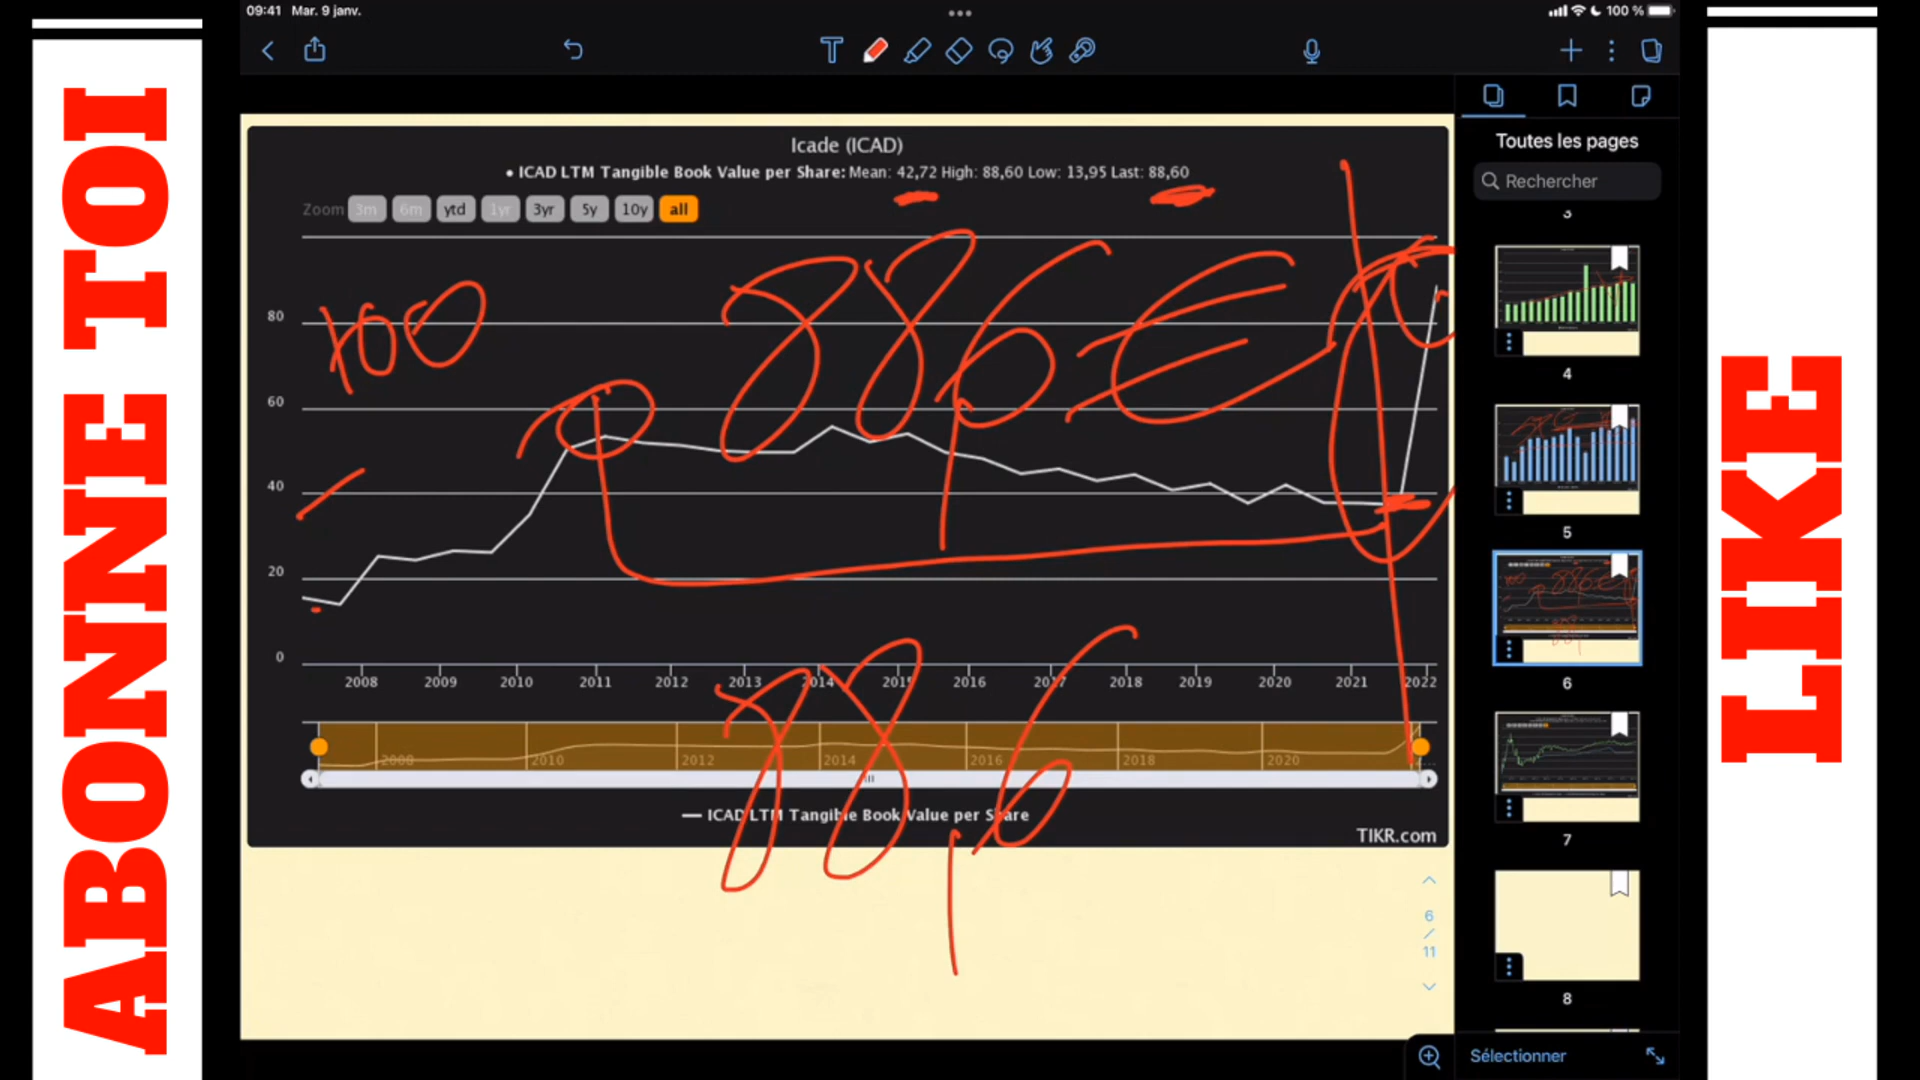 ABONNE TOI
09:41 Mar. 9 janv.
100 %
Toutes les pages
Rechercher
Icade (ICAD)
• ICAD LTM Tangible Book Value per Share: Mean: 42,72 High: 88,60 Low: 13,95 Last: 88,60
Zoom 3m 6m ytd 1yr 3yr 5y 10y all
100
88,6 €
80
60
40
20
0
2008 2009 2010 2011 2012 2013 2014 2015 2016 2017 2018 2019 2020 2021 2022
2008 2010 2012 2014 2016 2018 2020 2...
88,6
ICAD LTM Tangible Book Value per Share
TIKR.com
6
/
11
3
4
5
6
7
8
Sélectionner
LIKE